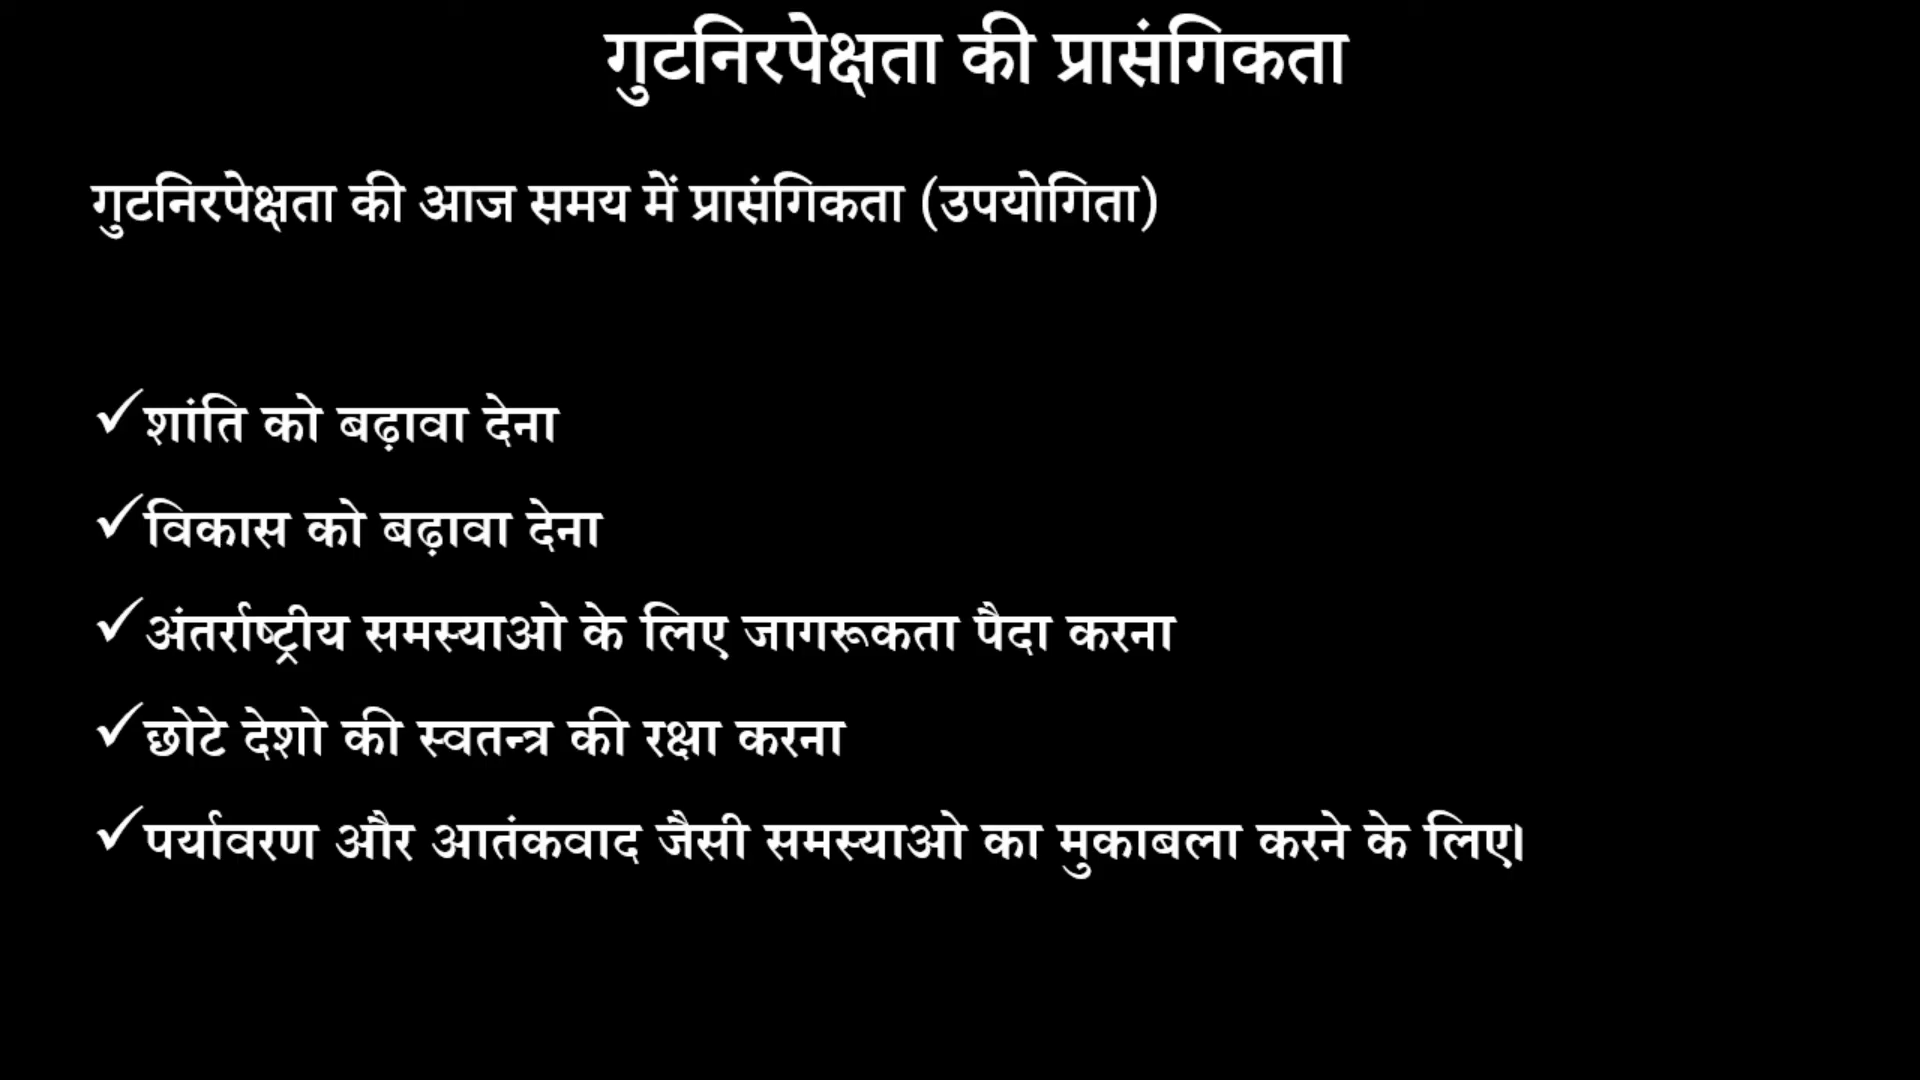 गुटनिरपेक्षता की प्रासंगिकता
गुटनिरपेक्षता की आज समय में प्रासंगिकता (उपयोगिता)
✓शांति को बढ़ावा देना
✓विकास को बढ़ावा देना
✓अंतर्राष्ट्रीय समस्याओ के लिए जागरूकता पैदा करना
✓छोटे देशो की स्वतन्त्र की रक्षा करना
✓पर्यावरण और आतंकवाद जैसी समस्याओ का मुकाबला करने के लिए।